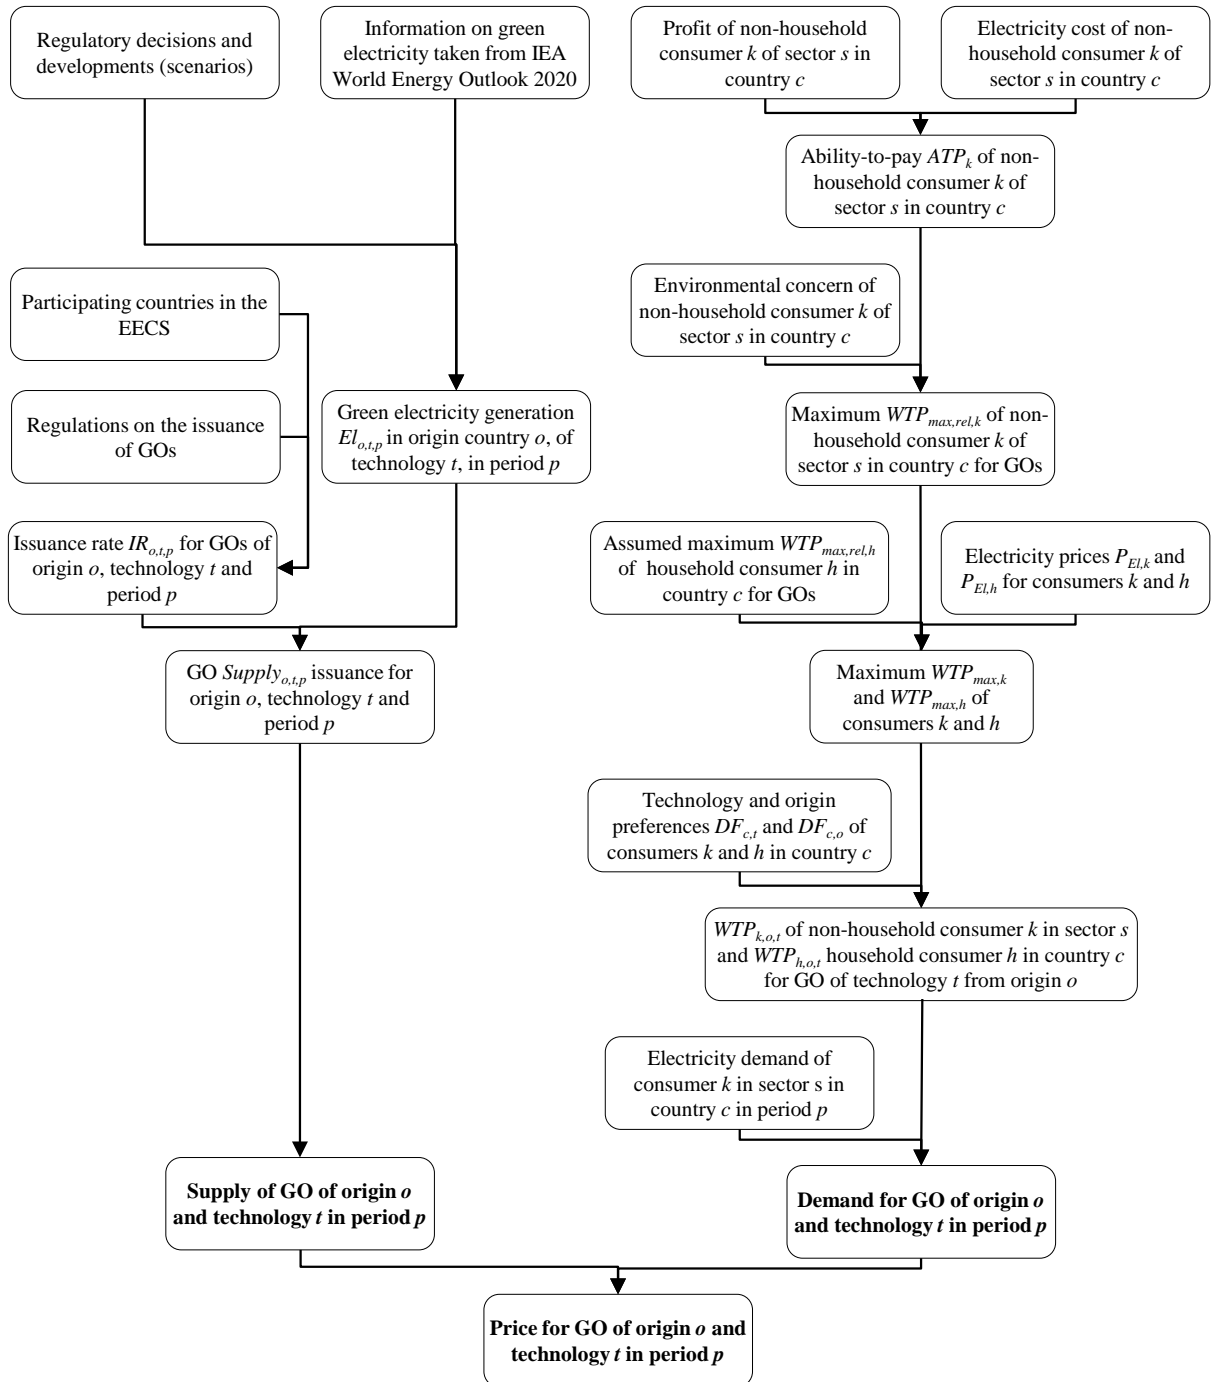 Regulatory decisions and
developments (scenarios)
Information on green
electricity taken from IEA
World Energy Outlook 2020
Profit of non-household
consumer k of sector s in
country c
Electricity cost of non-
household consumer k of
sector s in country c
Ability-to-pay ATPk of non-
household consumer k of
sector s in country c
Participating countries in the
EECS
Environmental concern of
non-household consumer k of
sector s in country c
Regulations on the issuance
of GOs
Green electricity generation
Elo,t,p in origin country o, of
technology t, in period p
Maximum WTPmax,rel,k of non-
household consumer k of
sector s in country c for GOs
Issuance rate IRo,t,p for GOs of
origin o, technology t and
period p
Assumed maximum WTPmax,rel,h
of household consumer h in
country c for GOs
Electricity prices PEl,k and
PEl,h for consumers k and h
GO Supplyo,t,p issuance for
origin o, technology t and
period p
Maximum WTPmax,k
and WTPmax,h of
consumers k and h
Technology and origin
preferences DFc,t and DFc,o of
consumers k and h in country c
WTPk,o,t of non-household consumer k in sector s
and WTPh,o,t household consumer h in country c
for GO of technology t from origin o
Electricity demand of
consumer k in sector s in
country c in period p
Supply of GO of origin o
and technology t in period p
Demand for GO of origin o
and technology t in period p
Price for GO of origin o and
technology t in period p